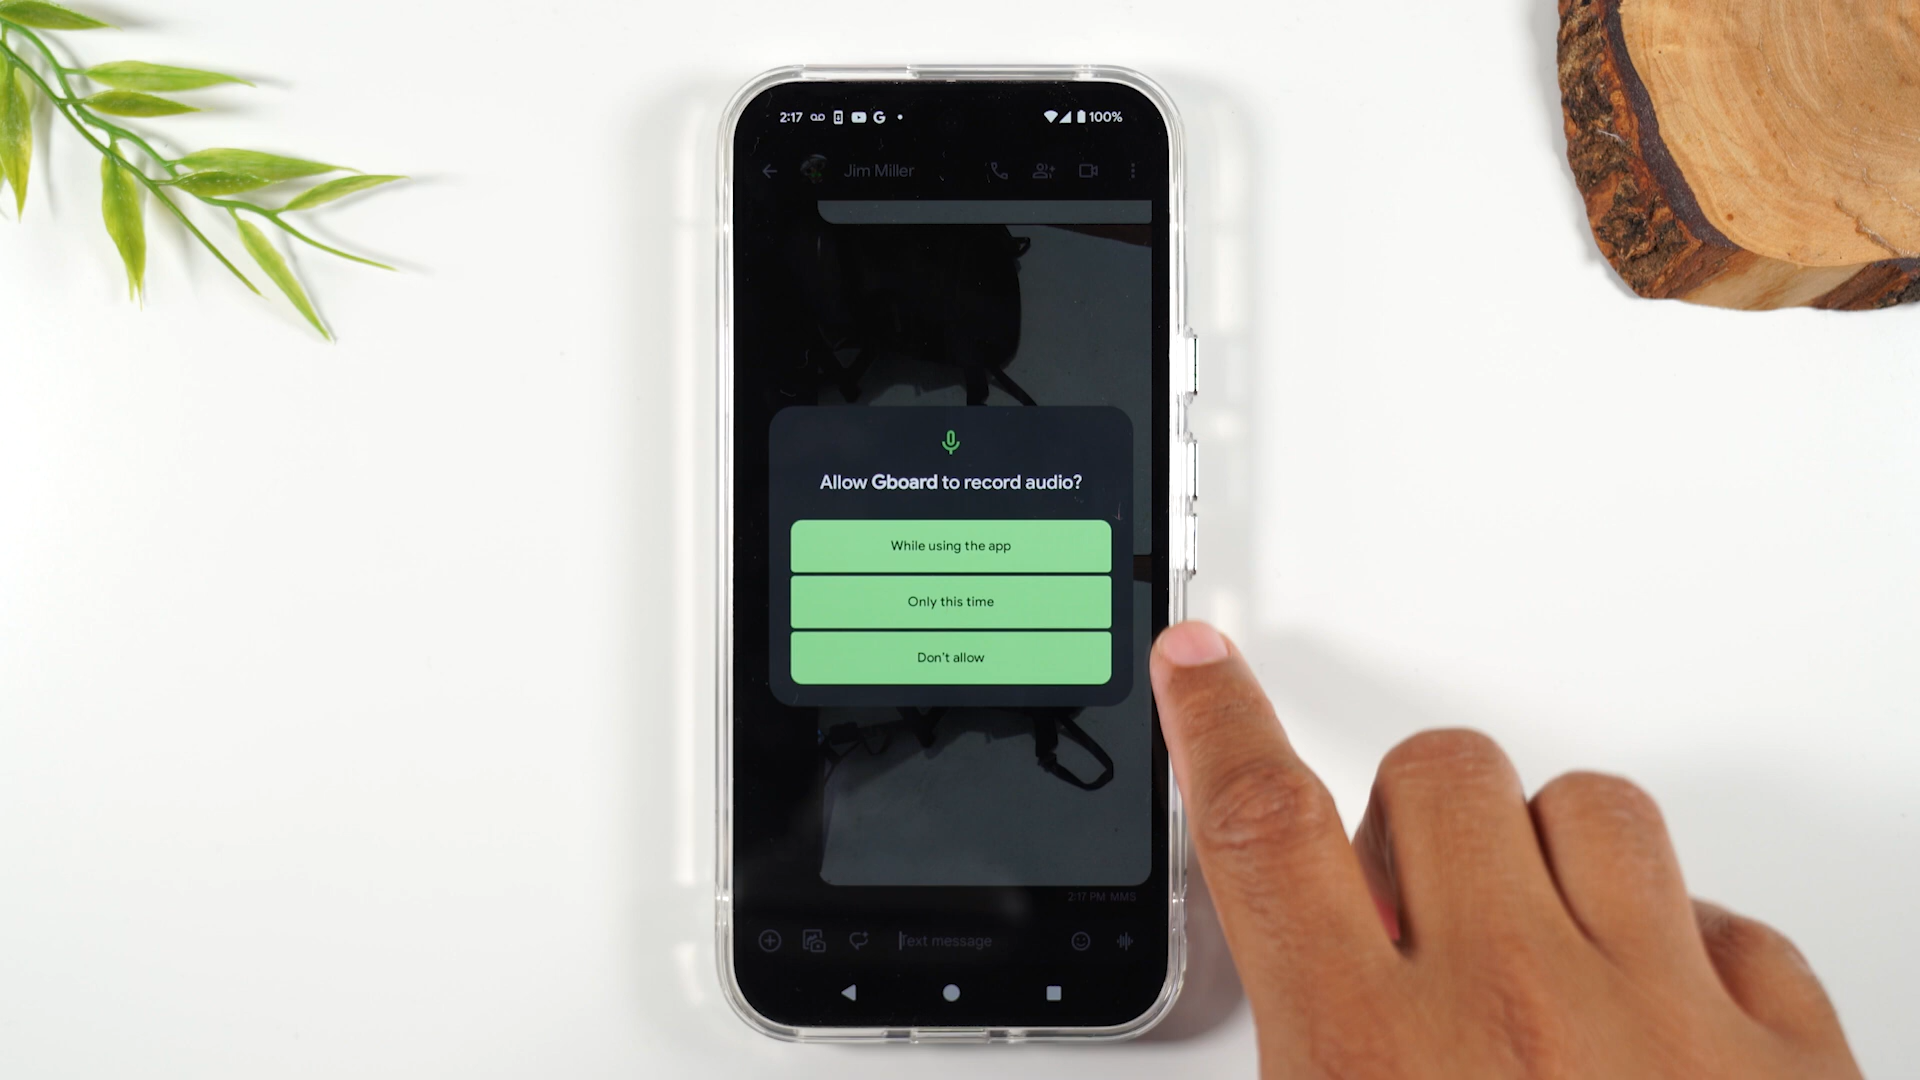 2:17 100%
Jim Miller
Allow Gboard to record audio?
While using the app
Only this time
Don't allow
2:17 PM MMS
Text message